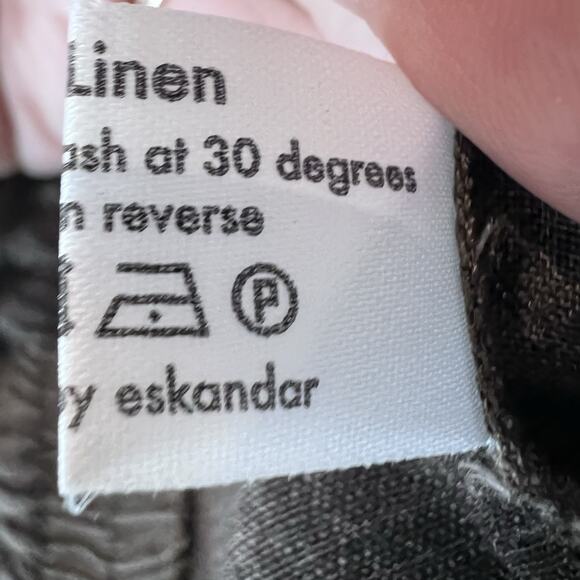 Linen
ash at 30 degrees
n reverse
P
y eskandar